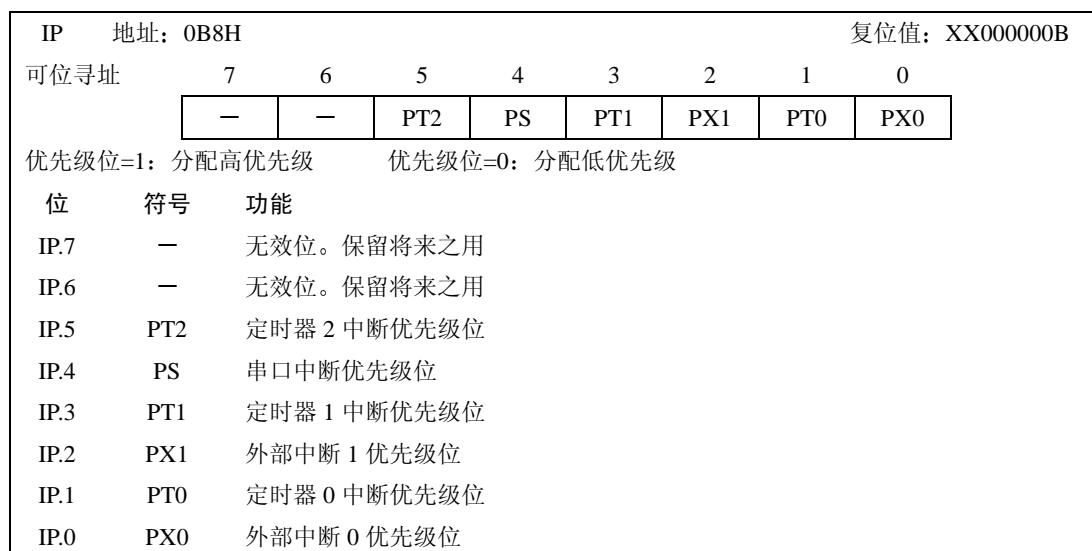 IP 地址：0B8H 复位值：XX000000B
可位寻址 7 6 5 4 3 2 1 0
－ － PT2 PS PT1 PX1 PT0 PX0
优先级位=1：分配高优先级 优先级位=0：分配低优先级
位 符号 功能
IP.7 － 无效位。保留将来之用
IP.6 － 无效位。保留将来之用
IP.5 PT2 定时器 2 中断优先级位
IP.4 PS 串口中断优先级位
IP.3 PT1 定时器 1 中断优先级位
IP.2 PX1 外部中断 1 优先级位
IP.1 PT0 定时器 0 中断优先级位
IP.0 PX0 外部中断 0 优先级位